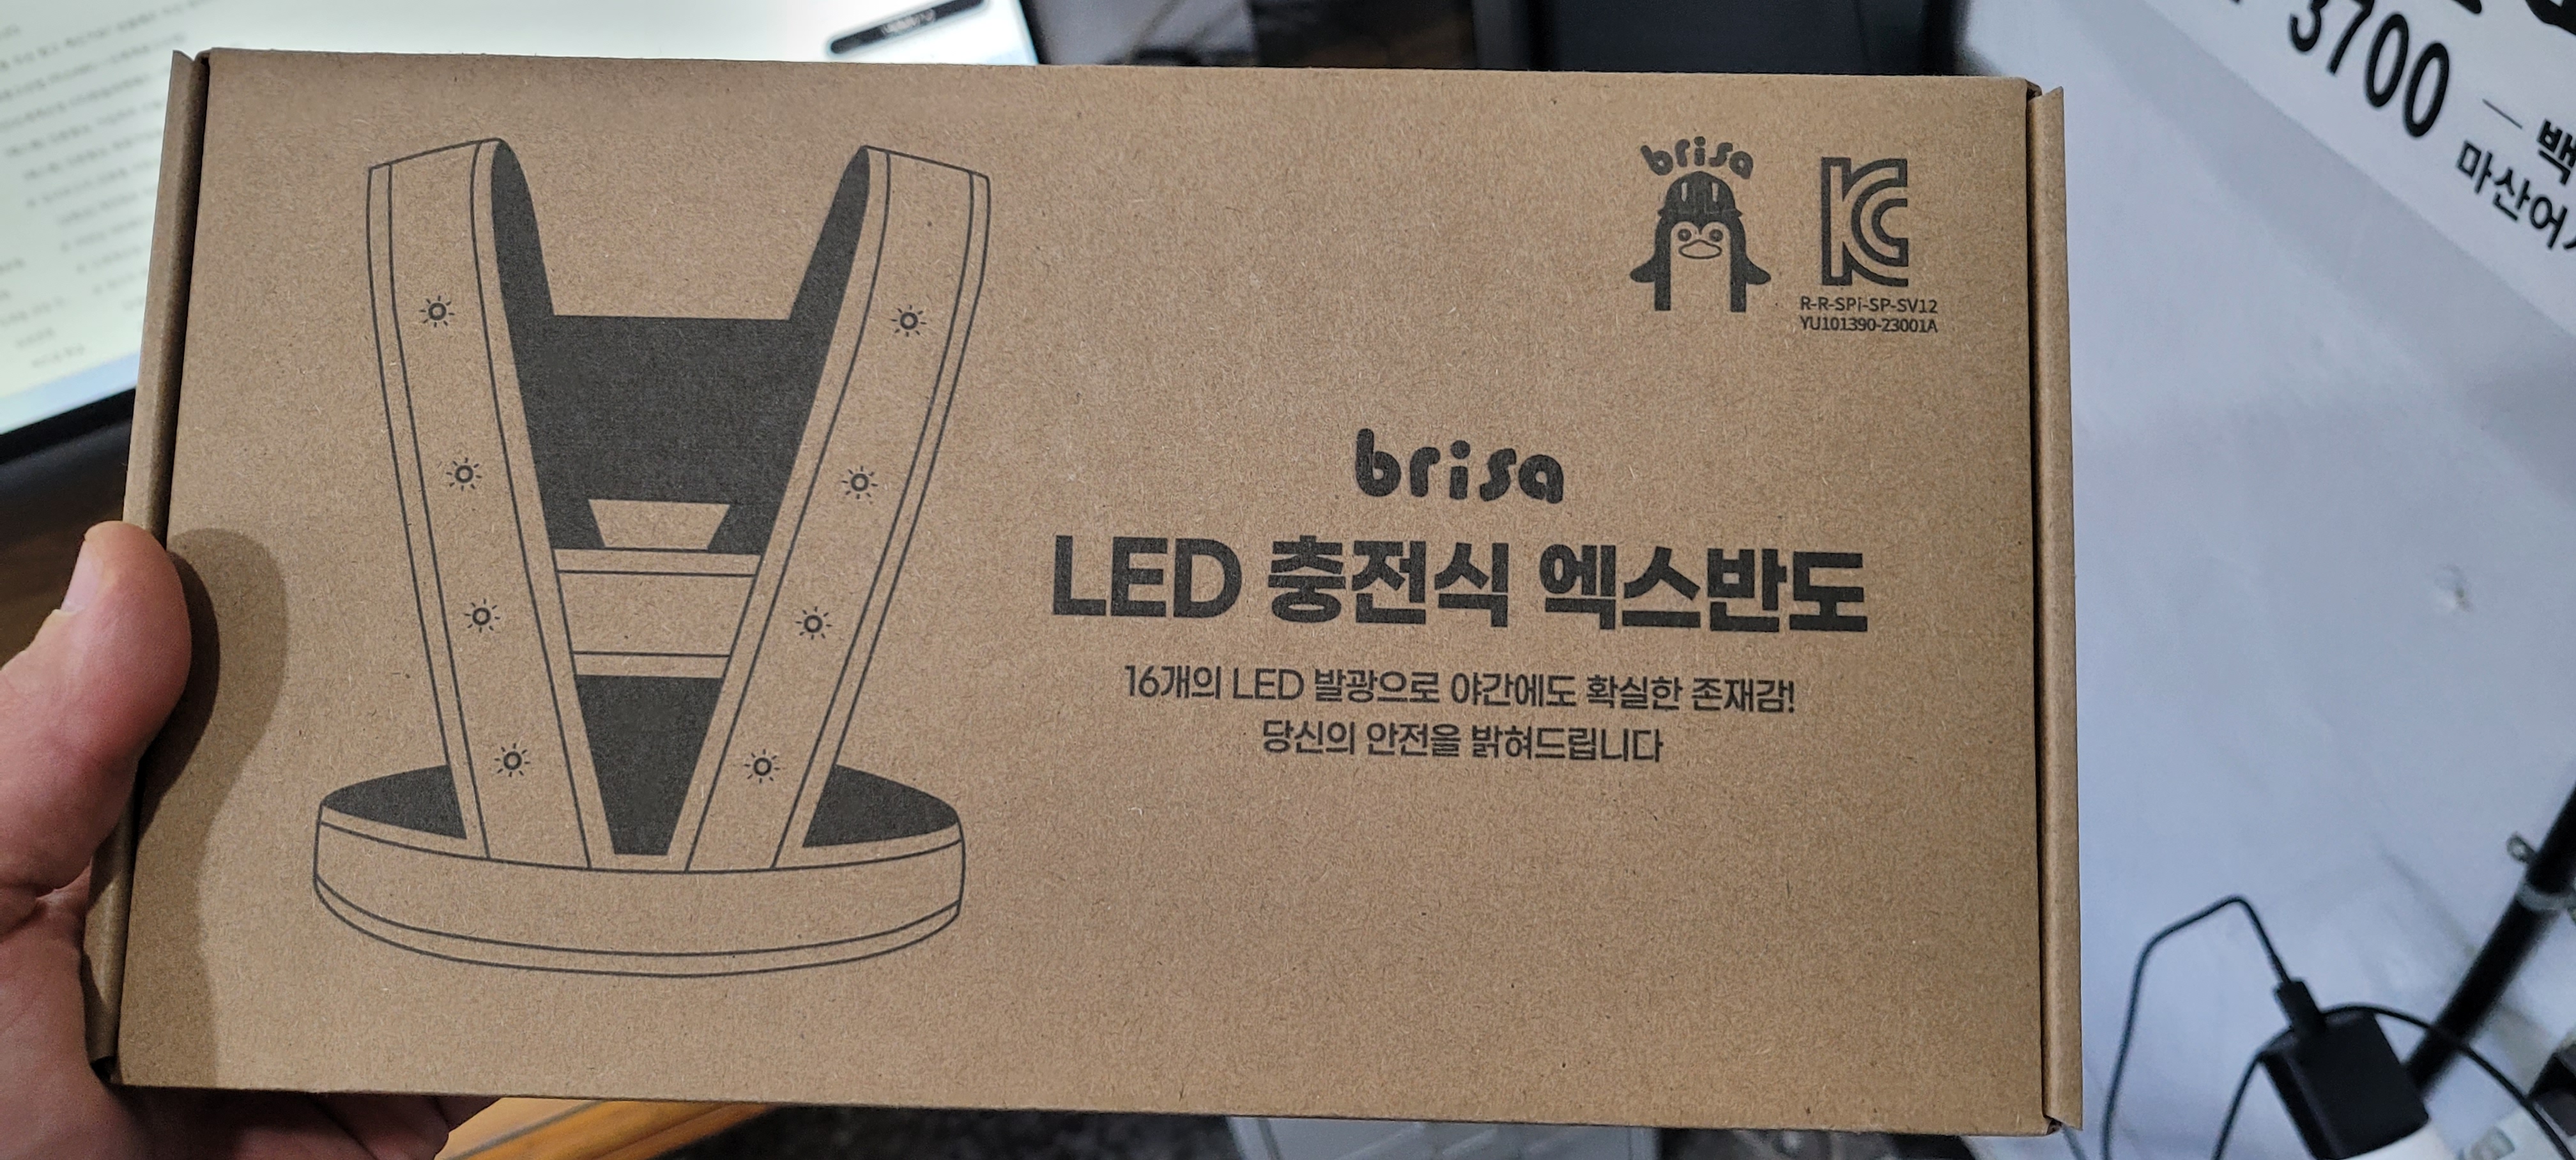 brisa
R-R-SPi-SP-SV12
YU101390-23001A
brisa
LED 충전식 엑스반도
16개의 LED 발광으로 야간에도 확실한 존재감!
당신의 안전을 밝혀드립니다
3700
백
마산어